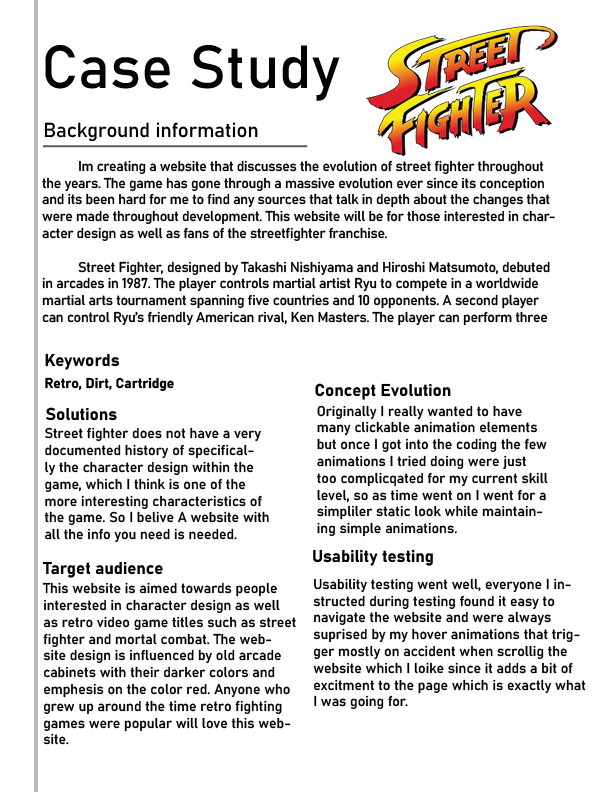 Case Study
STREET
FIGHTER
Background information
Im creating a website that discusses the evolution of street fighter throughout
the years. The game has gone through a massive evolution ever since its conception
and its been hard for me to find any sources that talk in depth about the changes that
were made throughout development. This website will be for those interested in char-
acter design as well as fans of the streetfighter franchise.
Street Fighter, designed by Takashi Nishiyama and Hiroshi Matsumoto, debuted
in arcades in 1987. The player controls martial artist Ryu to compete in a worldwide
martial arts tournament spanning five countries and 10 opponents. A second player
can control Ryu's friendly American rival, Ken Masters. The player can perform three
Keywords
Retro, Dirt, Cartridge
Solutions
Street fighter does not have a very
documented history of specifical-
ly the character design within the
game, which I think is one of the
more interesting characteristics of
the game. So I belive A website with
all the info you need is needed.
Target audience
This website is aimed towards people
interested in character design as well
as retro video game titles such as street
fighter and mortal combat. The web-
site design is influenced by old arcade
cabinets with their darker colors and
emphesis on the color red. Anyone who
grew up around the time retro fighting
games were popular will love this web-
site.
Concept Evolution
Originally I really wanted to have
many clickable animation elements
but once I got into the coding the few
animations I tried doing were just
too complicqated for my current skill
level, so as time went on I went for a
simpliler static look while maintain-
ing simple animations.
Usability testing
Usability testing went well, everyone I in-
structed during testing found it easy to
navigate the website and were always
suprised by my hover animations that trig-
ger mostly on accident when scrollig the
website which I loike since it adds a bit of
excitment to the page which is exactly what
I was going for.